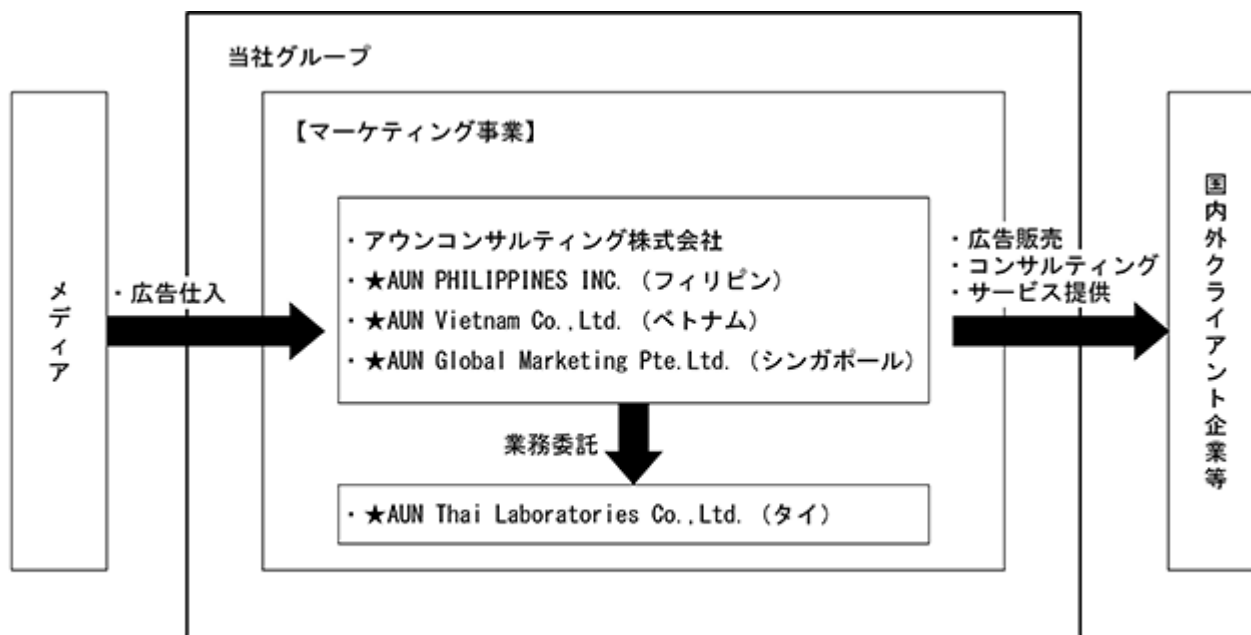 当社グループ
【マーケティング事業】
メディア
・広告仕入
・アウンコンサルティング株式会社
・★AUN PHILIPPINES INC.（フィリピン）
・★AUN Vietnam Co.,Ltd.（ベトナム）
・★AUN Global Marketing Pte.Ltd.（シンガポール）
業務委託
・★AUN Thai Laboratories Co.,Ltd.（タイ）
・広告販売
・コンサルティング
・サービス提供
国内外クライアント企業等